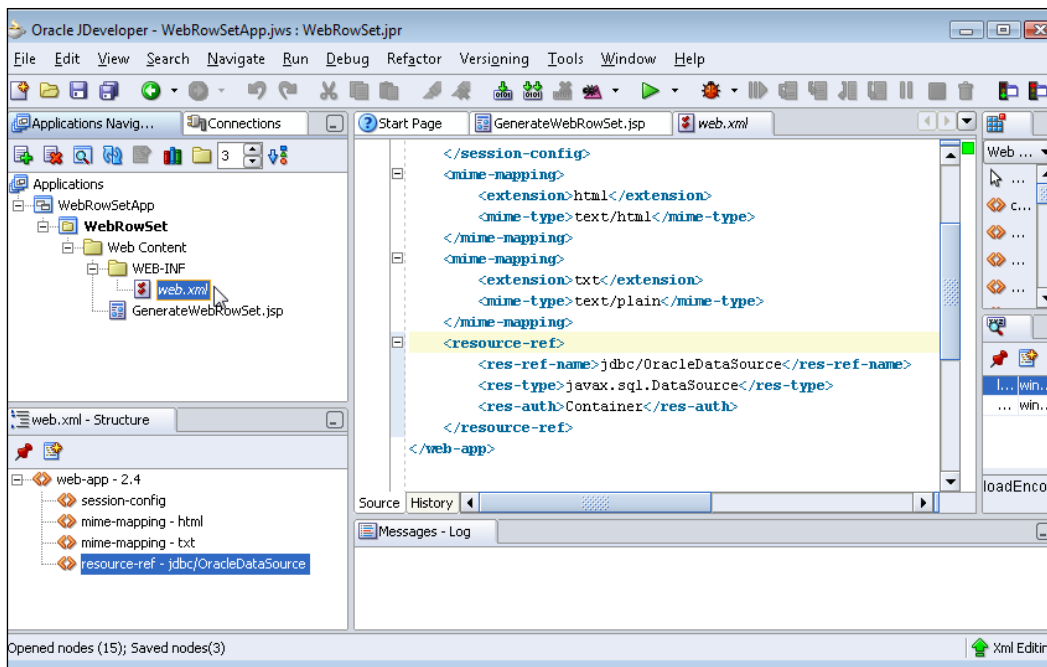 Oracle JDeveloper - WebRowSetApp.jws : WebRowSet.jpr
File Edit View Search Navigate Run Debug Refactor Versioning Tools Window Help
Applications Navig... Connections
3
Applications
WebRowSetApp
WebRowSet
Web Content
WEB-INF
web.xml
GenerateWebRowSet.jsp
web.xml - Structure
web-app - 2.4
session-config
mime-mapping - html
mime-mapping - txt
resource-ref - jdbc/OracleDataSource
Start Page GenerateWebRowSet.jsp web.xml
</session-config>
<mime-mapping>
<extension>html</extension>
<mime-type>text/html</mime-type>
</mime-mapping>
<mime-mapping>
<extension>txt</extension>
<mime-type>text/plain</mime-type>
</mime-mapping>
<resource-ref>
<res-ref-name>jdbc/OracleDataSource</res-ref-name>
<res-type>javax.sql.DataSource</res-type>
<res-auth>Container</res-auth>
</resource-ref>
</web-app>
Source History
Messages - Log
Web ...
...
c...
...
...
...
l... win..
... win..
loadEnco
Opened nodes (15); Saved nodes(3)
Xml Editin